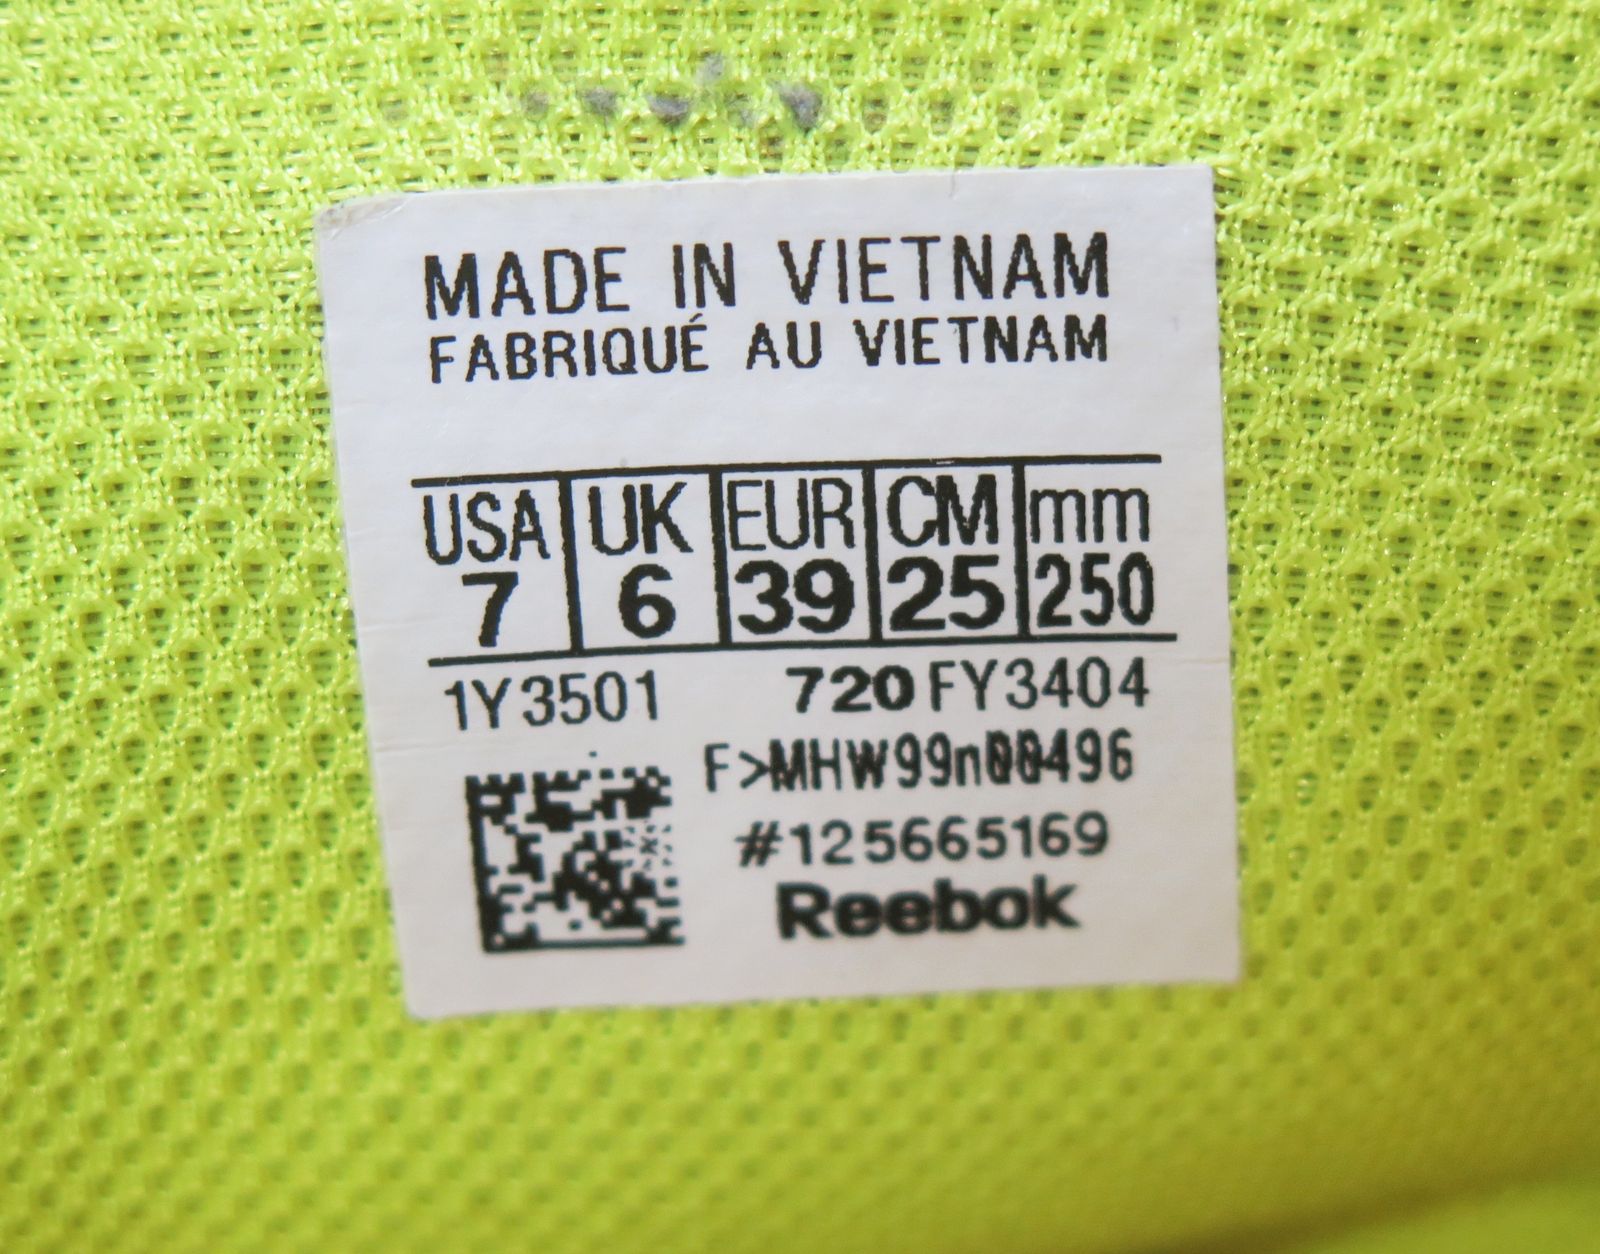 MADE IN VIETNAM
FABRIQUÉ AU VIETNAM
USA UK EUR CM mm
7 6 39 25 250
1Y3501 720 FY3404
#125665169
Reebok